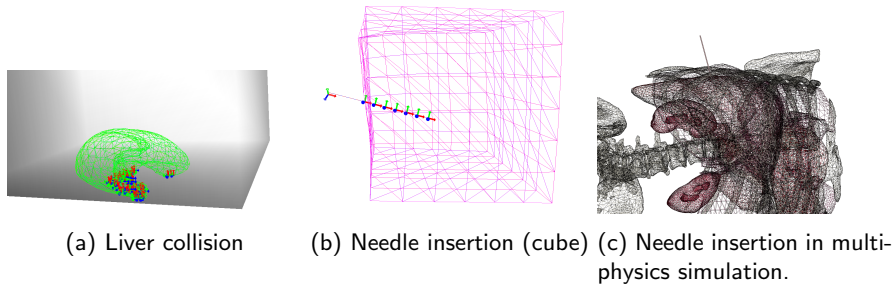 (a) Liver collision
(b) Needle insertion (cube)
(c) Needle insertion in multi-
physics simulation.